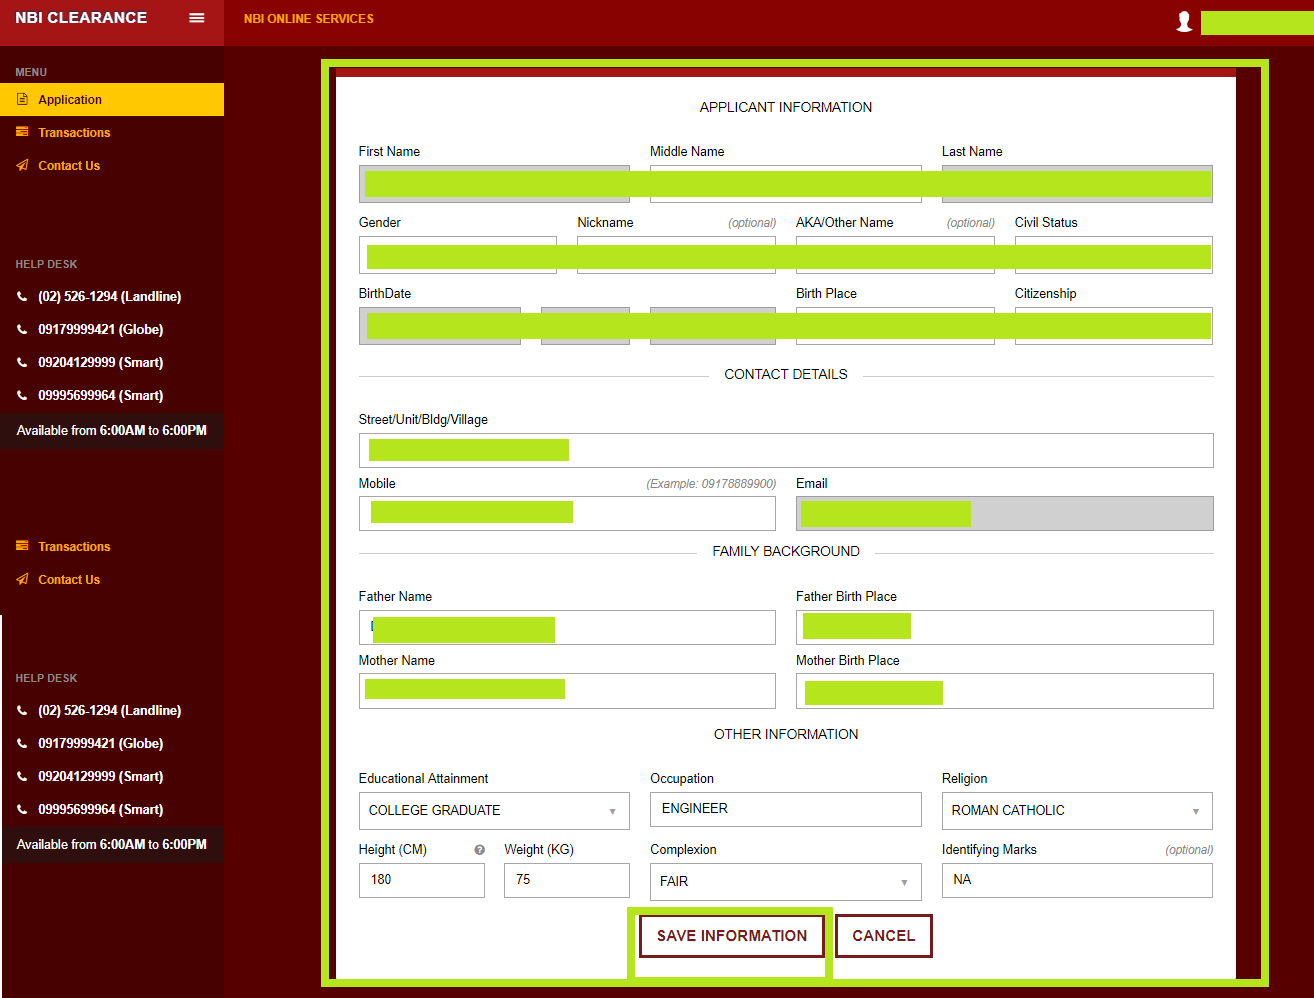 NBI CLEARANCE
NBI ONLINE SERVICES
MENU
Application
Transactions
Contact Us
HELP DESK
(02) 526-1294 (Landline)
09179999421 (Globe)
09204129999 (Smart)
09995699964 (Smart)
Available from 6:00AM to 6:00PM
Transactions
Contact Us
HELP DESK
(02) 526-1294 (Landline)
09179999421 (Globe)
09204129999 (Smart)
09995699964 (Smart)
Available from 6:00AM to 6:00PM
APPLICANT INFORMATION
First Name Middle Name Last Name
Gender Nickname (optional) AKA/Other Name (optional) Civil Status
BirthDate Birth Place Citizenship
CONTACT DETAILS
Street/Unit/Bldg/Village
Mobile (Example: 09178889900) Email
FAMILY BACKGROUND
Father Name Father Birth Place
Mother Name Mother Birth Place
OTHER INFORMATION
Educational Attainment Occupation Religion
COLLEGE GRADUATE ENGINEER ROMAN CATHOLIC
Height (CM) Weight (KG) Complexion Identifying Marks (optional)
180 75 FAIR NA
SAVE INFORMATION CANCEL